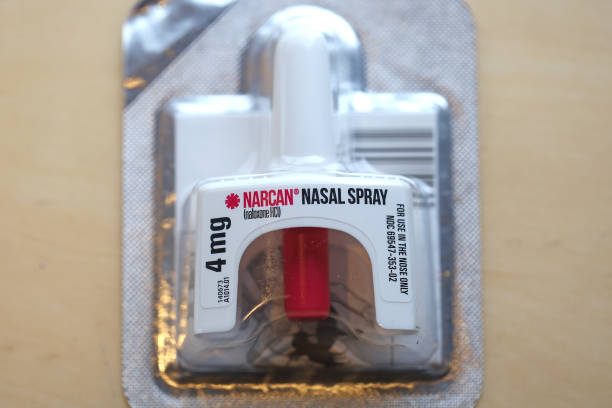 NARCAN® NASAL SPRAY
(naloxone HCl)
4 mg
FOR USE IN THE NOSE ONLY
NDC 69547-353-02